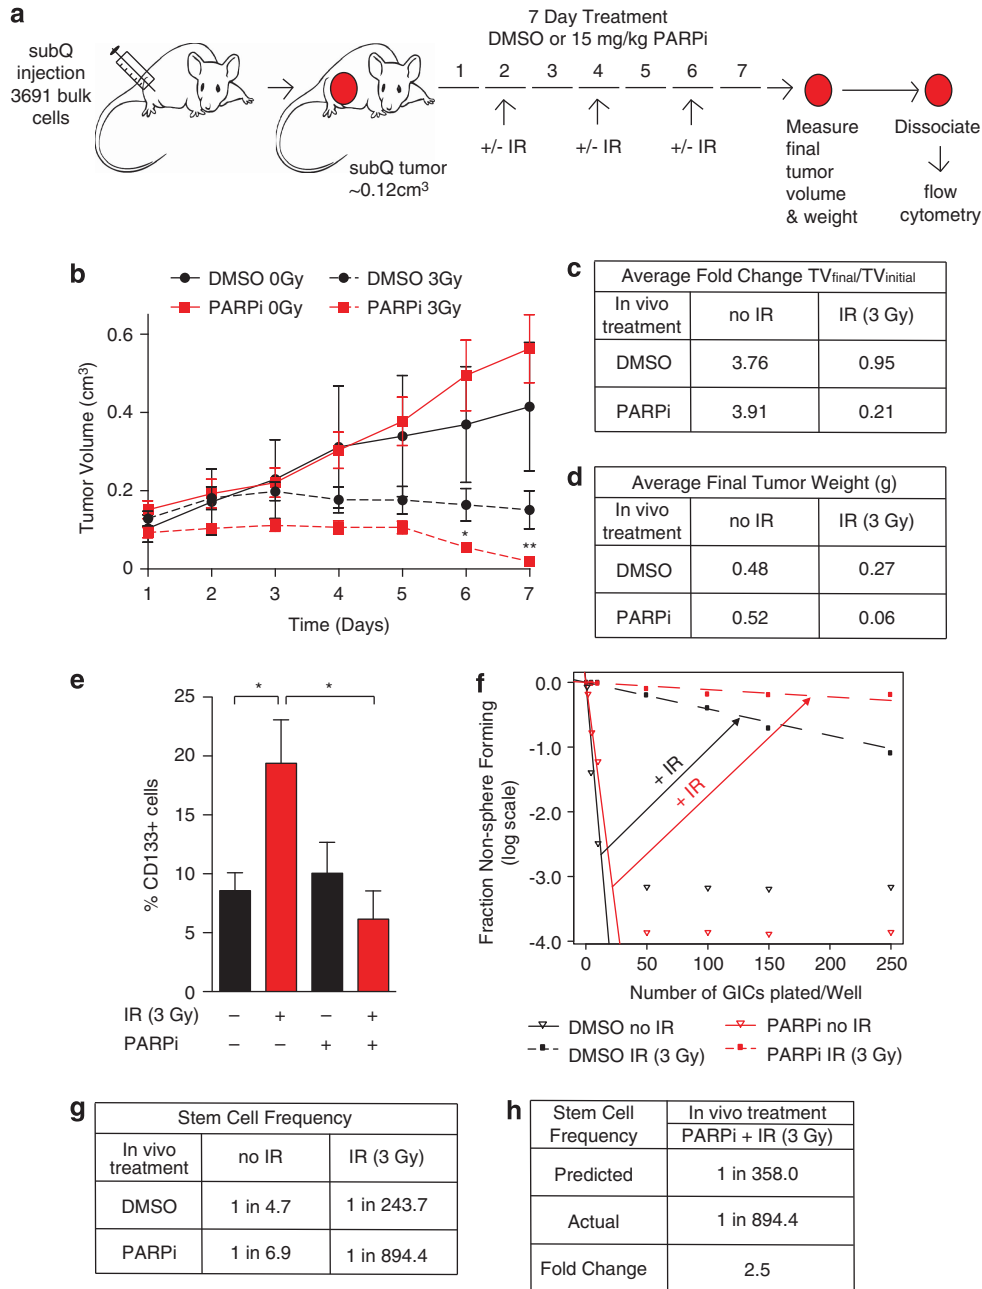 a
subQ
injection
3691 bulk
cells
subQ tumor
~0.12cm³
7 Day Treatment
DMSO or 15 mg/kg PARPi
1 2 3 4 5 6 7
+/- IR +/- IR +/- IR
Measure
final
tumor
volume
& weight
Dissociate
flow
cytometry
b
DMSO 0Gy DMSO 3Gy
PARPi 0Gy PARPi 3Gy
Tumor Volume (cm³)
0.6
0.4
0.2
0
*
**
1 2 3 4 5 6 7
Time (Days)
c
Average Fold Change TVfinal/TVinitial
In vivo
treatment
no IR IR (3 Gy)
DMSO 3.76 0.95
PARPi 3.91 0.21
d
Average Final Tumor Weight (g)
In vivo
treatment
no IR IR (3 Gy)
DMSO 0.48 0.27
PARPi 0.52 0.06
e
% CD133+ cells
25
20
15
10
5
0
* *
IR (3 Gy) – + – +
PARPi – – + +
f
Fraction Non-sphere Forming
(log scale)
0.0
-1.0
-2.0
-3.0
-4.0
+ IR
+ IR
0 50 100 150 200 250
Number of GICs plated/Well
DMSO no IR PARPi no IR
DMSO IR (3 Gy) PARPi IR (3 Gy)
g
Stem Cell Frequency
In vivo
treatment
no IR IR (3 Gy)
DMSO 1 in 4.7 1 in 243.7
PARPi 1 in 6.9 1 in 894.4
h
Stem Cell
Frequency
In vivo treatment
PARPi + IR (3 Gy)
Predicted 1 in 358.0
Actual 1 in 894.4
Fold Change 2.5